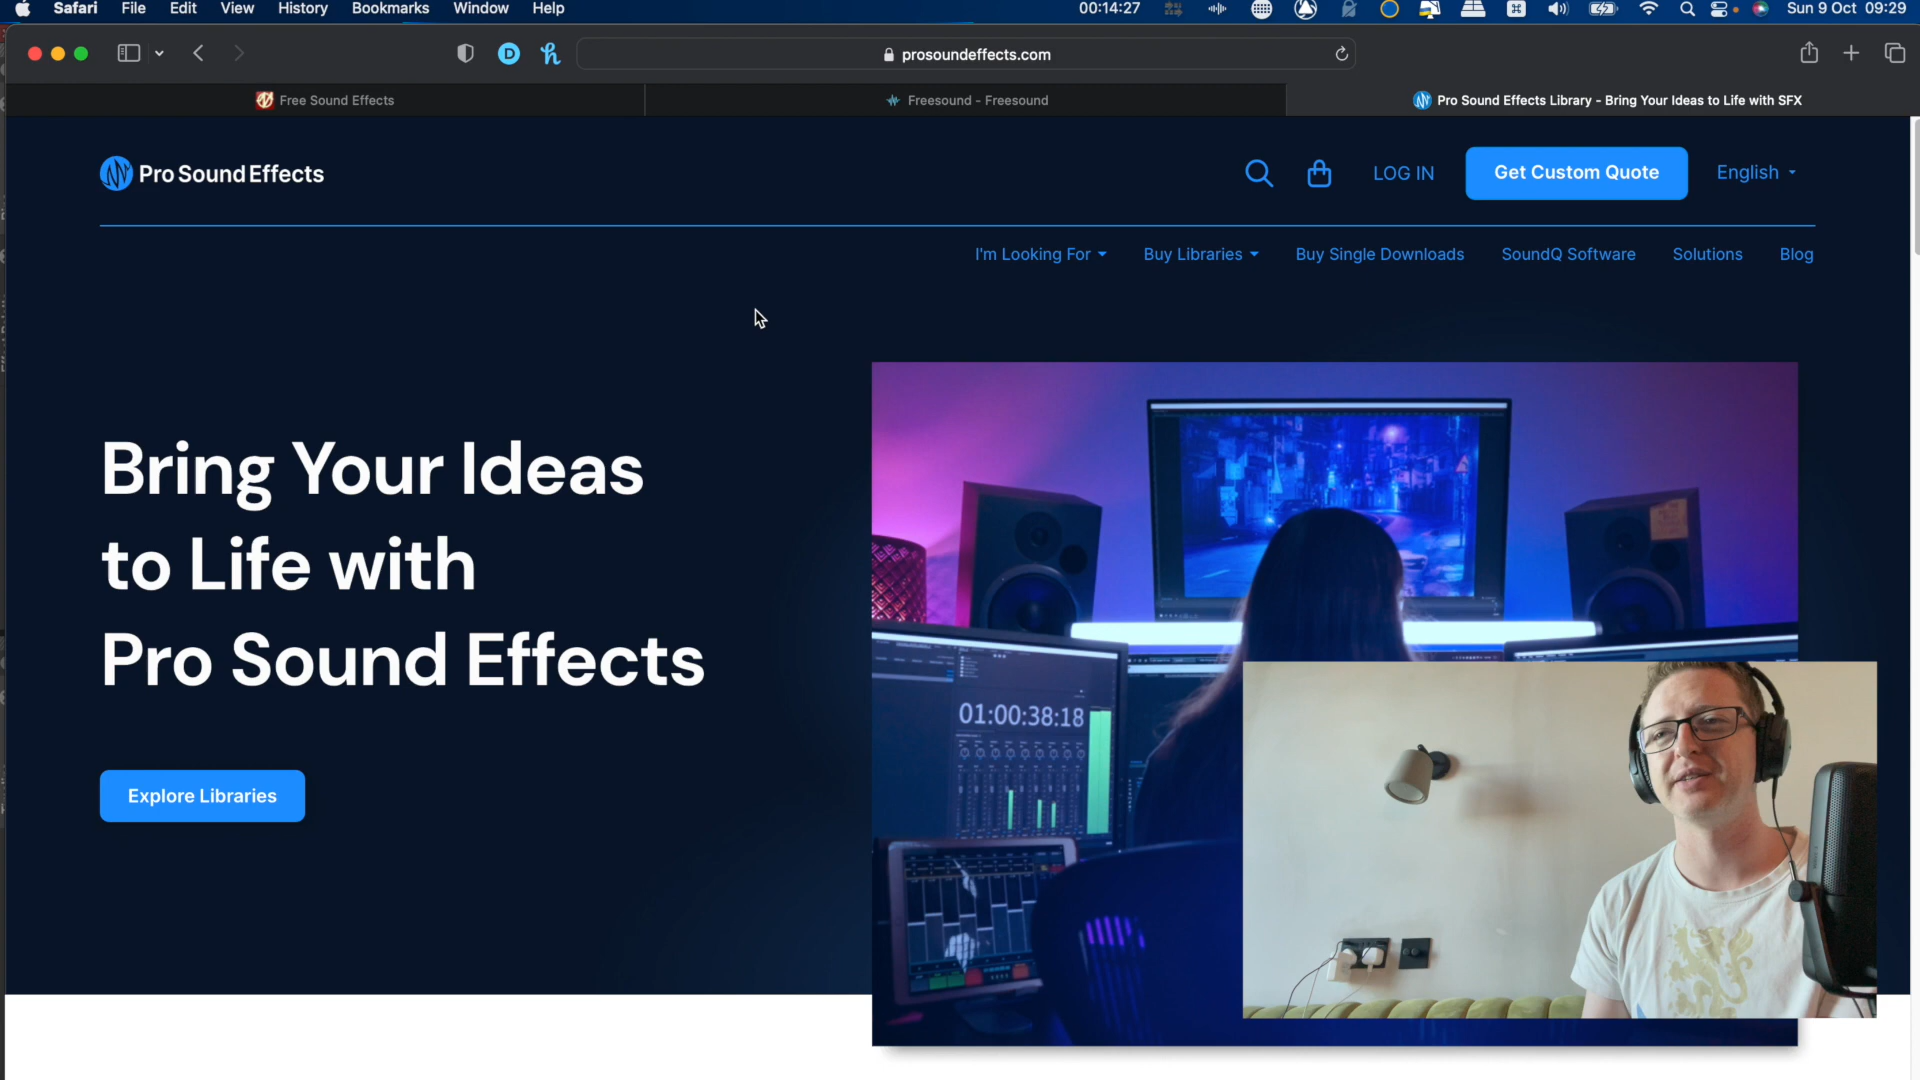 Safari File Edit View History Bookmarks Window Help 00:14:27 Sun 9 Oct 09:29
prosoundeffects.com
Free Sound Effects
Freesound - Freesound
Pro Sound Effects Library - Bring Your Ideas to Life with SFX
Pro Sound Effects
LOG IN
Get Custom Quote
English
I'm Looking For
Buy Libraries
Buy Single Downloads
SoundQ Software
Solutions
Blog
Bring Your Ideas
to Life with
Pro Sound Effects
Explore Libraries
01:00:38:18